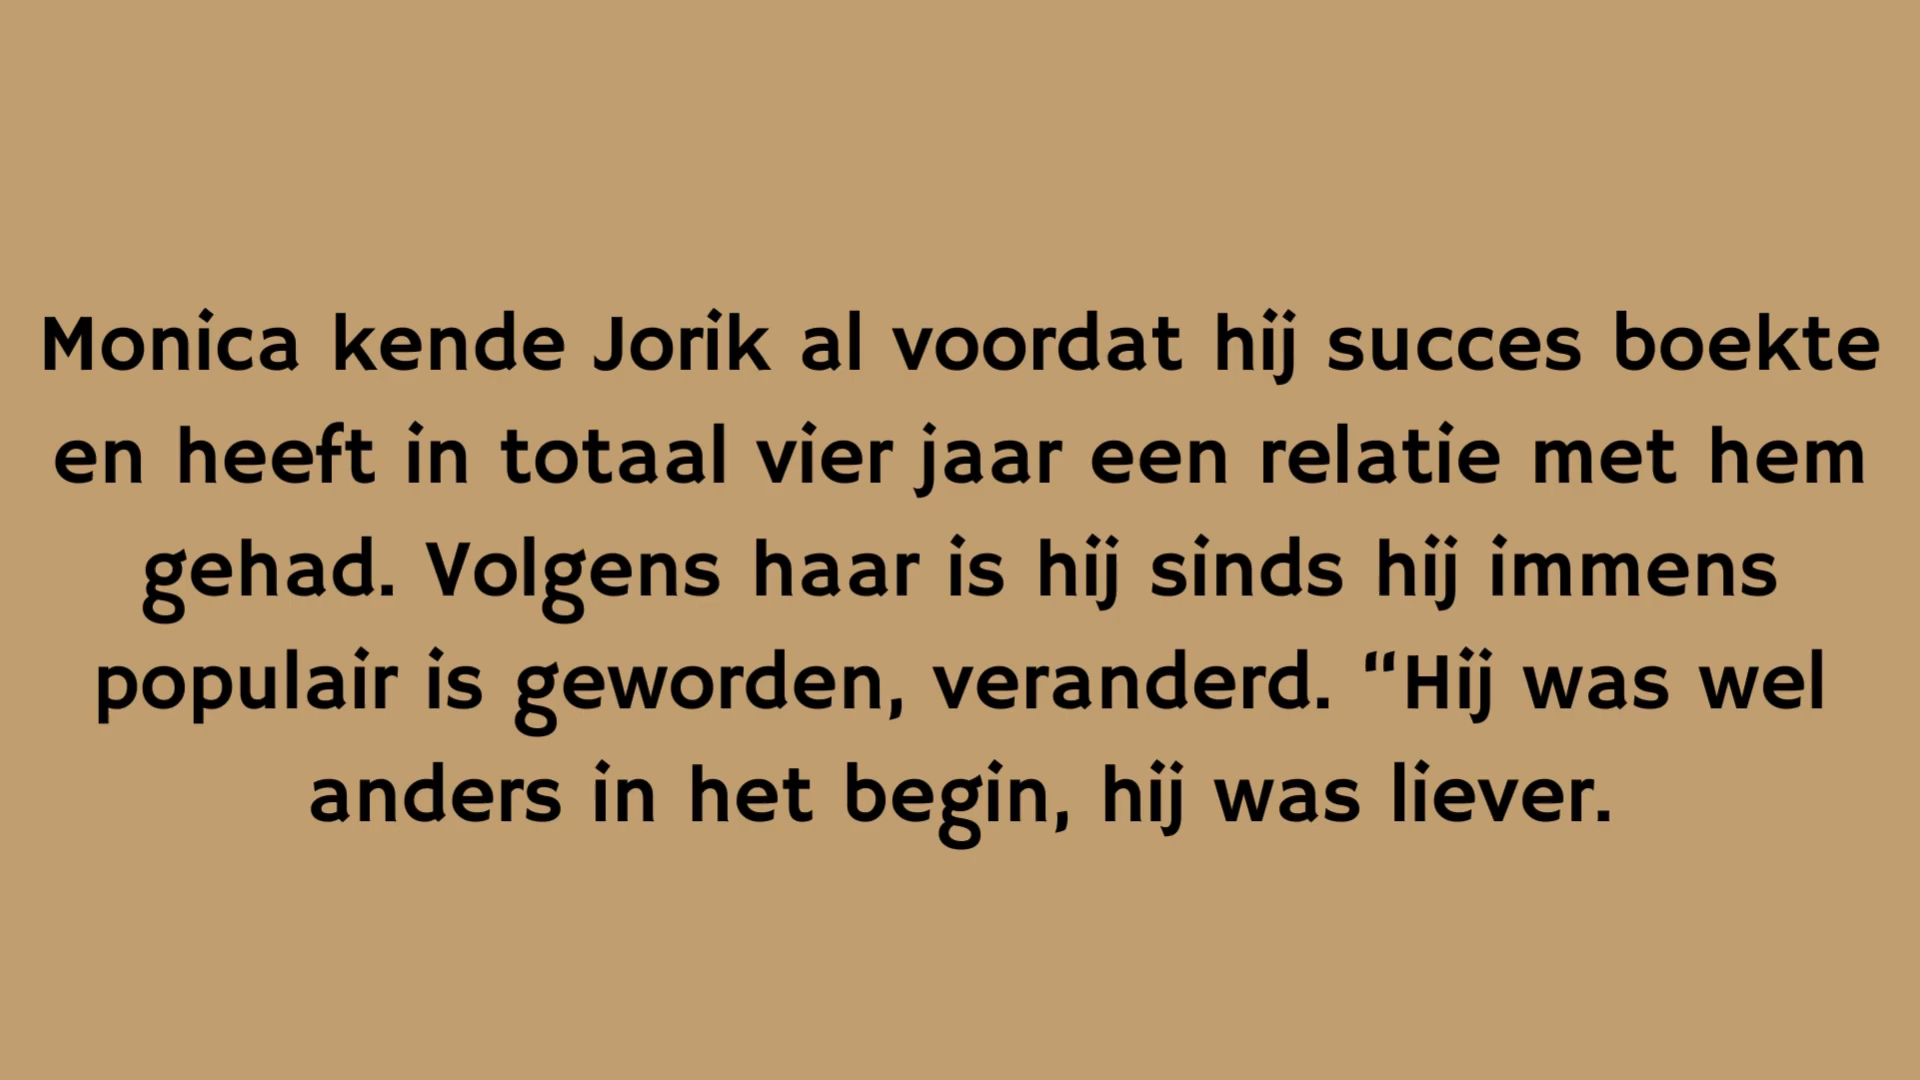 Monica kende Jorik al voordat hij succes boekte
en heeft in totaal vier jaar een relatie met hem
gehad. Volgens haar is hij sinds hij immens
populair is geworden, veranderd. “Hij was wel
anders in het begin, hij was liever.